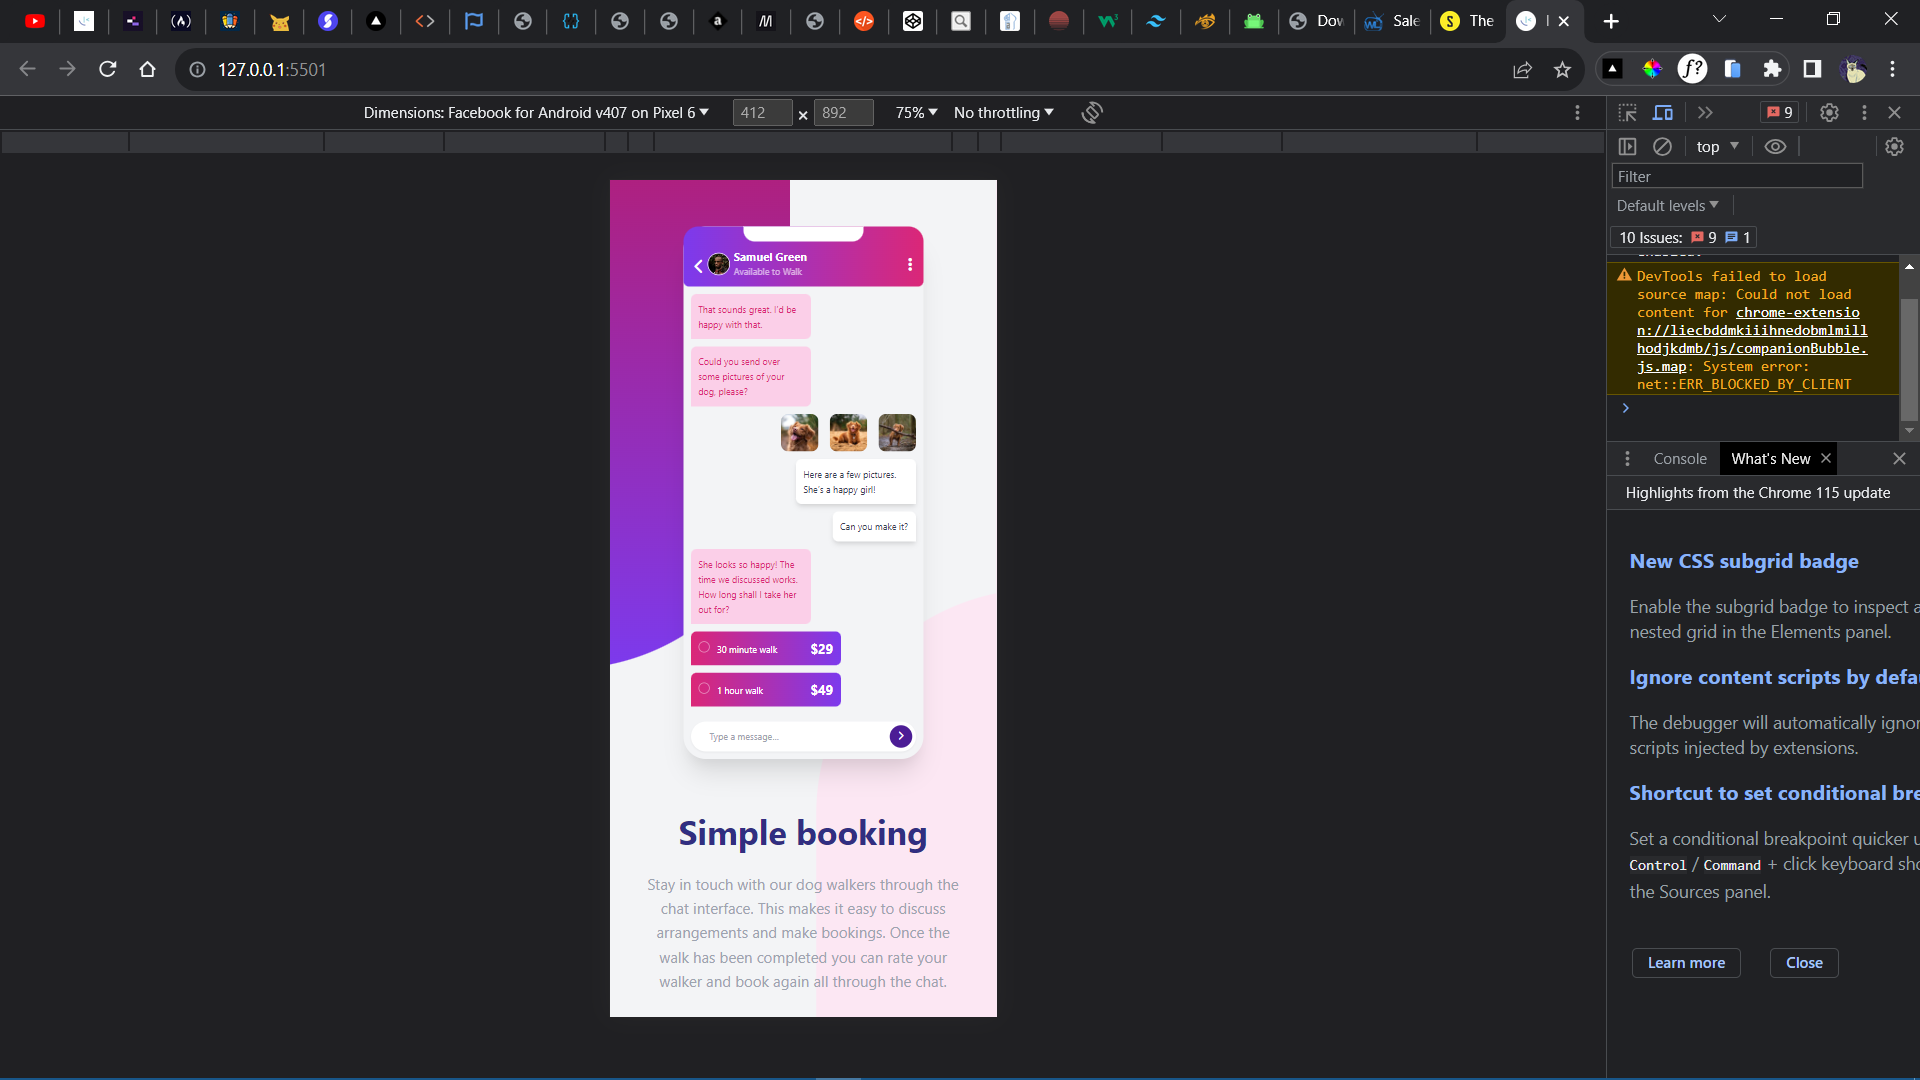 Dow
Sale
The
127.0.0.1:5501
Dimensions: Facebook for Android v407 on Pixel 6
412 × 892
75%
No throttling
9
top
Filter
Default levels
10 Issues: 9 1
DevTools failed to load
source map: Could not load
content for chrome-extensio
n://liecbddmkiiihnedobmlmill
hodjkdmb/js/companionBubble.
js.map: System error:
net::ERR_BLOCKED_BY_CLIENT
Console
What's New
Highlights from the Chrome 115 update
New CSS subgrid badge
Enable the subgrid badge to inspect a
nested grid in the Elements panel.
Ignore content scripts by defau
The debugger will automatically ignor
scripts injected by extensions.
Shortcut to set conditional bre
Set a conditional breakpoint quicker u
Control / Command + click keyboard sho
the Sources panel.
Learn more
Close
Samuel Green
Available to Walk
That sounds great. I'd be
happy with that.
Could you send over
some pictures of your
dog, please?
Here are a few pictures.
She's a happy girl!
Can you make it?
She looks so happy! The
time we discussed works.
How long shall I take her
out for?
30 minute walk $29
1 hour walk $49
Type a message...
Simple booking
Stay in touch with our dog walkers through the
chat interface. This makes it easy to discuss
arrangements and make bookings. Once the
walk has been completed you can rate your
walker and book again all through the chat.